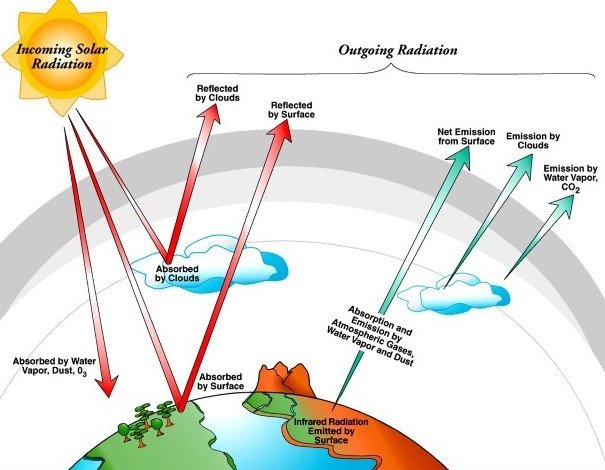 Incoming Solar
Radiation
Outgoing Radiation
Reflected
by Clouds
Reflected
by Surface
Net Emission
from Surface
Emission by
Clouds
Emission by
Water Vapor,
CO2
Absorbed
by Clouds
Absorption and
Emission by
Atmospheric Gases,
Water Vapor and Dust
Absorbed by Water
Vapor, Dust, 03
Absorbed
by Surface
Infrared Radiation
Emitted by
Surface